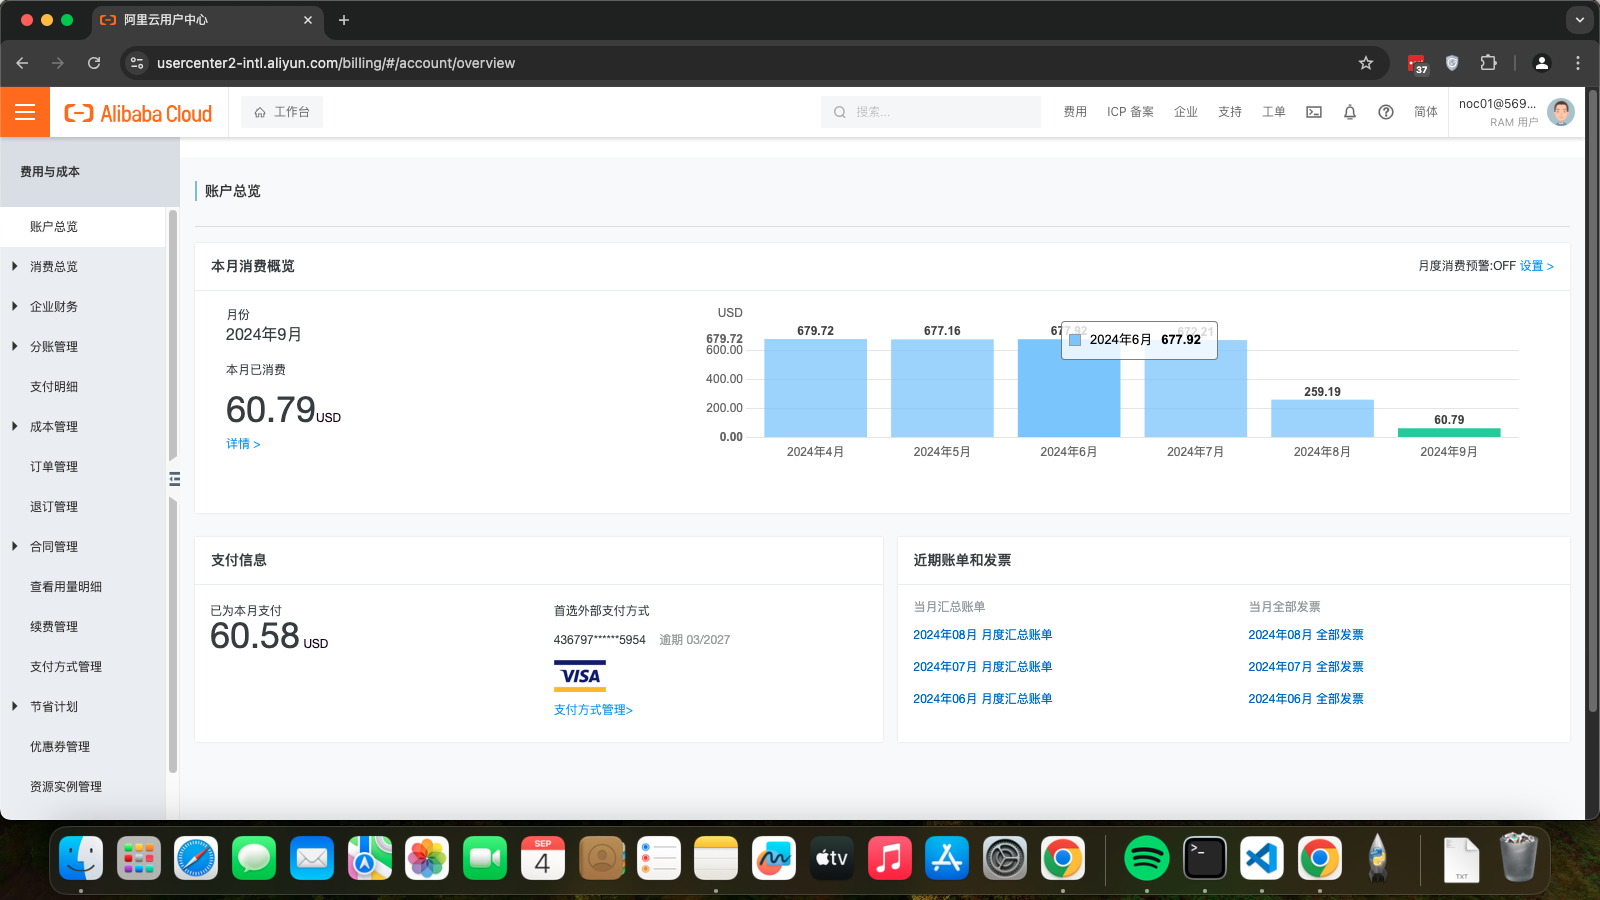 阿里云用户中心
usercenter2-intl.aliyun.com/billing/#/account/overview
37
Alibaba Cloud
工作台
搜索...
费用
ICP 备案
企业
支持
工单
简体
noc01@569...
RAM 用户
费用与成本
账户总览
消费总览
企业财务
分账管理
支付明细
成本管理
订单管理
退订管理
合同管理
查看用量明细
续费管理
支付方式管理
节省计划
优惠券管理
资源实例管理
账户总览
本月消费概览
月度消费预警:OFF 设置 >
月份
2024年9月
本月已消费
60.79USD
详情 >
USD
679.72
600.00
400.00
200.00
0.00
679.72
677.16
677.92
672.21
259.19
60.79
2024年6月 677.92
2024年4月
2024年5月
2024年6月
2024年7月
2024年8月
2024年9月
支付信息
已为本月支付
60.58 USD
首选外部支付方式
436797******5954 逾期 03/2027
VISA
支付方式管理>
近期账单和发票
当月汇总账单
当月全部发票
2024年08月 月度汇总账单
2024年08月 全部发票
2024年07月 月度汇总账单
2024年07月 全部发票
2024年06月 月度汇总账单
2024年06月 全部发票
SEP
4
tv
>_
TXT